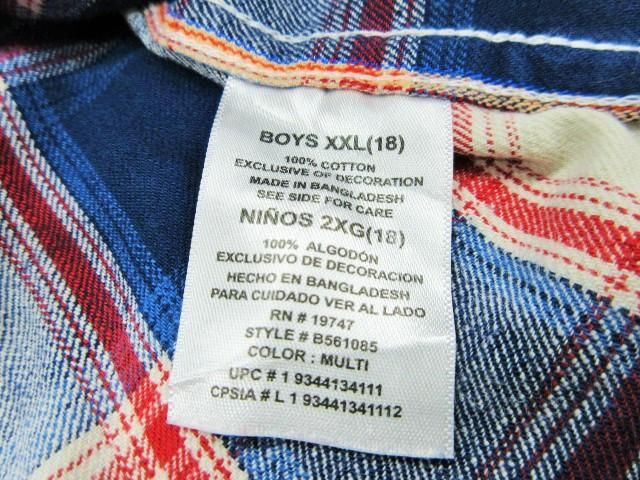 BOYS XXL(18)
100% COTTON
EXCLUSIVE OF DECORATION
MADE IN BANGLADESH
SEE SIDE FOR CARE
NIÑOS 2XG(18)
100% ALGODÓN
EXCLUSIVO DE DECORACION
HECHO EN BANGLADESH
PARA CUIDADO VER AL LADO
RN # 19747
STYLE # B561085
COLOR : MULTI
UPC # 1 9344134111
CPSIA # L 1 93441341112